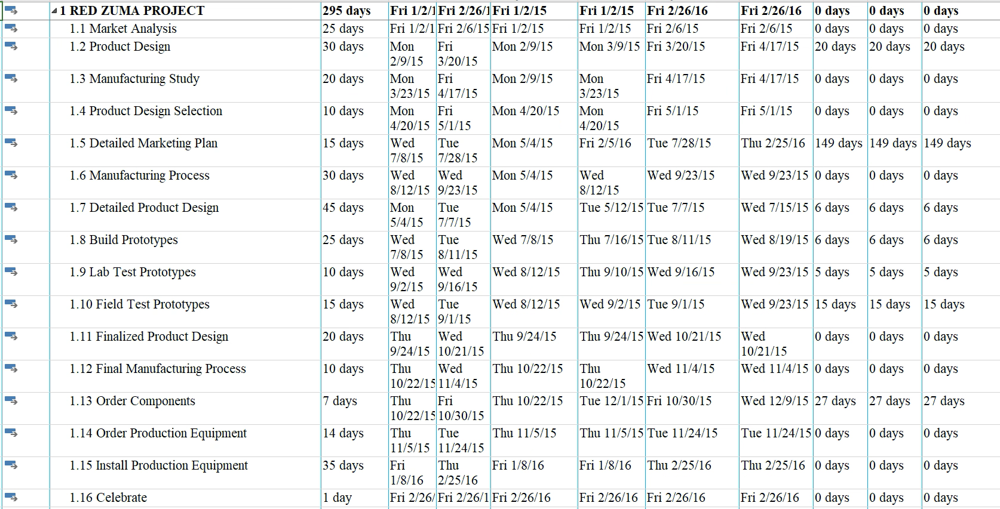 1 RED ZUMA PROJECT 295 days Fri 1/2/1 Fri 2/26/1 Fri 1/2/15 Fri 1/2/15 Fri 2/26/16 Fri 2/26/16 0 days 0 days 0 days
1.1 Market Analysis 25 days Fri 1/2/1 Fri 2/6/15 Fri 1/2/15 Fri 1/2/15 Fri 2/6/15 Fri 2/6/15 0 days 0 days 0 days
1.2 Product Design 30 days Mon Fri Mon 2/9/15 Mon 3/9/15 Fri 3/20/15 Fri 4/17/15 20 days 20 days 20 days
2/9/15 3/20/15
1.3 Manufacturing Study 20 days Mon Fri Mon 2/9/15 Mon Fri 4/17/15 Fri 4/17/15 0 days 0 days 0 days
3/23/15 4/17/15 3/23/15
1.4 Product Design Selection 10 days Mon Fri Mon 4/20/15 Mon Fri 5/1/15 Fri 5/1/15 0 days 0 days 0 days
4/20/15 5/1/15 4/20/15
1.5 Detailed Marketing Plan 15 days Wed Tue Mon 5/4/15 Fri 2/5/16 Tue 7/28/15 Thu 2/25/16 149 days 149 days 149 days
7/8/15 7/28/15
1.6 Manufacturing Process 30 days Wed Wed Mon 5/4/15 Wed Wed 9/23/15 Wed 9/23/15 0 days 0 days 0 days
8/12/15 9/23/15 8/12/15
1.7 Detailed Product Design 45 days Mon Tue Mon 5/4/15 Tue 5/12/15 Tue 7/7/15 Wed 7/15/15 6 days 6 days 6 days
5/4/15 7/7/15
1.8 Build Prototypes 25 days Wed Tue Wed 7/8/15 Thu 7/16/15 Tue 8/11/15 Wed 8/19/15 6 days 6 days 6 days
7/8/15 8/11/15
1.9 Lab Test Prototypes 10 days Wed Wed Wed 8/12/15 Thu 9/10/15 Wed 9/16/15 Wed 9/23/15 5 days 5 days 5 days
9/2/15 9/16/15
1.10 Field Test Prototypes 15 days Wed Tue Wed 8/12/15 Wed 9/2/15 Tue 9/1/15 Wed 9/23/15 15 days 15 days 15 days
8/12/15 9/1/15
1.11 Finalized Product Design 20 days Thu Wed Thu 9/24/15 Thu 9/24/15 Wed 10/21/15 Wed 0 days 0 days 0 days
9/24/15 10/21/15 10/21/15
1.12 Final Manufacturing Process 10 days Thu Wed Thu 10/22/15 Thu Wed 11/4/15 Wed 11/4/15 0 days 0 days 0 days
10/22/15 11/4/15 10/22/15
1.13 Order Components 7 days Thu Fri Thu 10/22/15 Tue 12/1/15 Fri 10/30/15 Wed 12/9/15 27 days 27 days 27 days
10/22/15 10/30/15
1.14 Order Production Equipment 14 days Thu Tue Thu 11/5/15 Thu 11/5/15 Tue 11/24/15 Tue 11/24/15 0 days 0 days 0 days
11/5/15 11/24/15
1.15 Install Production Equipment 35 days Fri Thu Fri 1/8/16 Fri 1/8/16 Thu 2/25/16 Thu 2/25/16 0 days 0 days 0 days
1/8/16 2/25/16
1.16 Celebrate 1 day Fri 2/26/ Fri 2/26/1 Fri 2/26/16 Fri 2/26/16 Fri 2/26/16 Fri 2/26/16 0 days 0 days 0 days